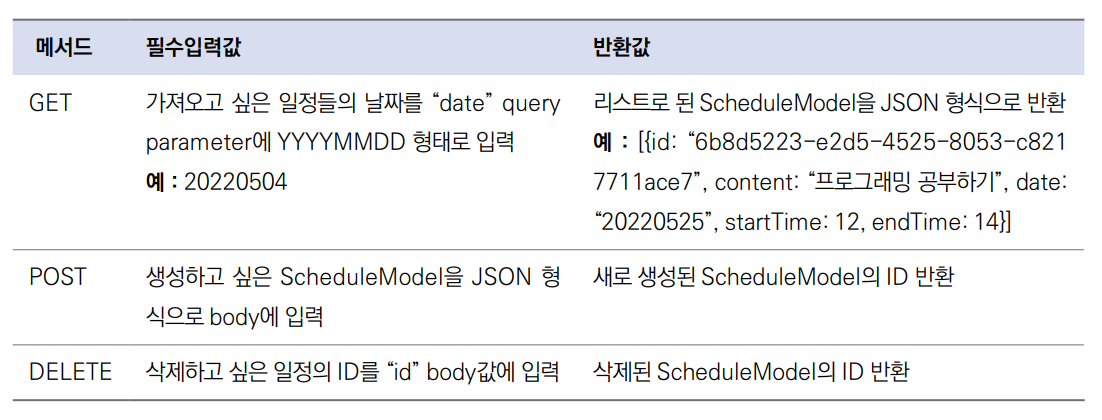 메서드 필수입력값 반환값
GET 가져오고 싶은 일정들의 날짜를 “date” query 리스트로 된 ScheduleModel을 JSON 형식으로 반환
parameter에 YYYYMMDD 형태로 입력 예 : [{id: “6b8d5223-e2d5-4525-8053-c821
예 : 20220504 7711ace7”, content: “프로그래밍 공부하기”, date:
“20220525”, startTime: 12, endTime: 14}]
POST 생성하고 싶은 ScheduleModel을 JSON 형 새로 생성된 ScheduleModel의 ID 반환
식으로 body에 입력
DELETE 삭제하고 싶은 일정의 ID를 “id” body값에 입력 삭제된 ScheduleModel의 ID 반환